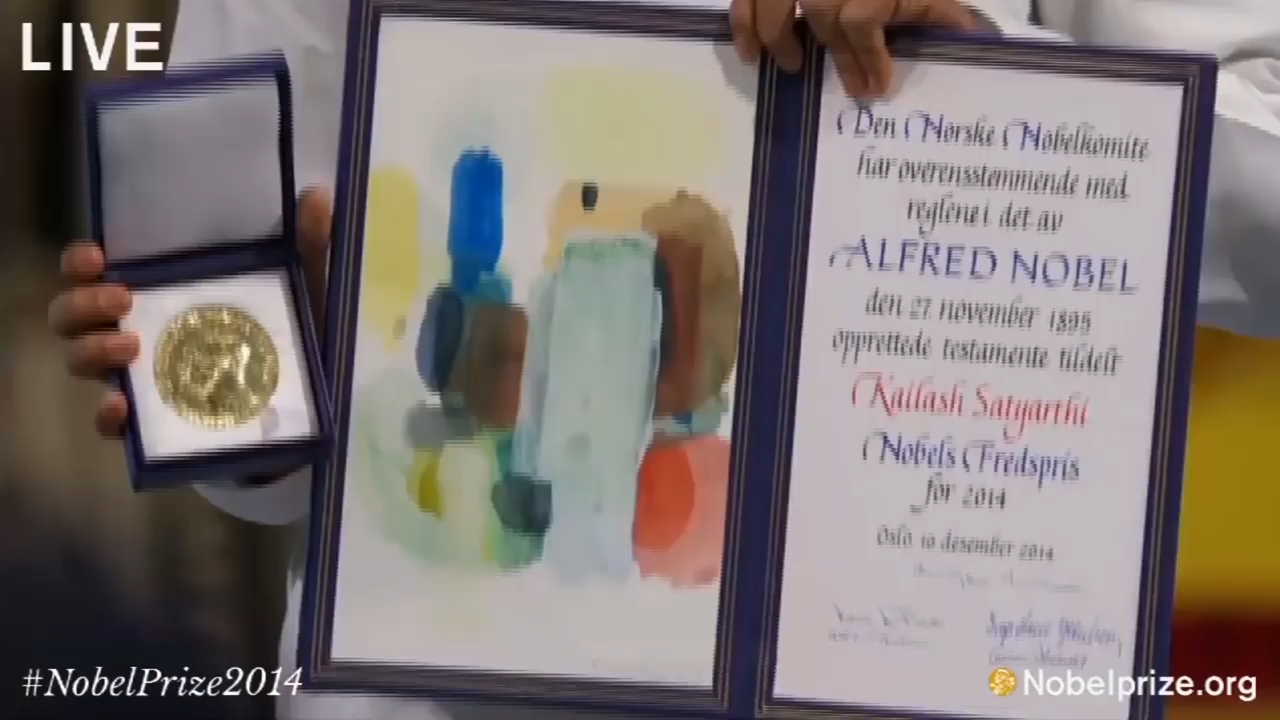 LIVE
Den Norske Nobelkomite
har overensstemmende med
reglene i det av
ALFRED NOBEL
den 27. november 1895
opprettede testamente tildelt
Kailash Satyarthi
Nobels Fredspris
for 2014
Oslo, 10 desember 2014
#NobelPrize2014
Nobelprize.org